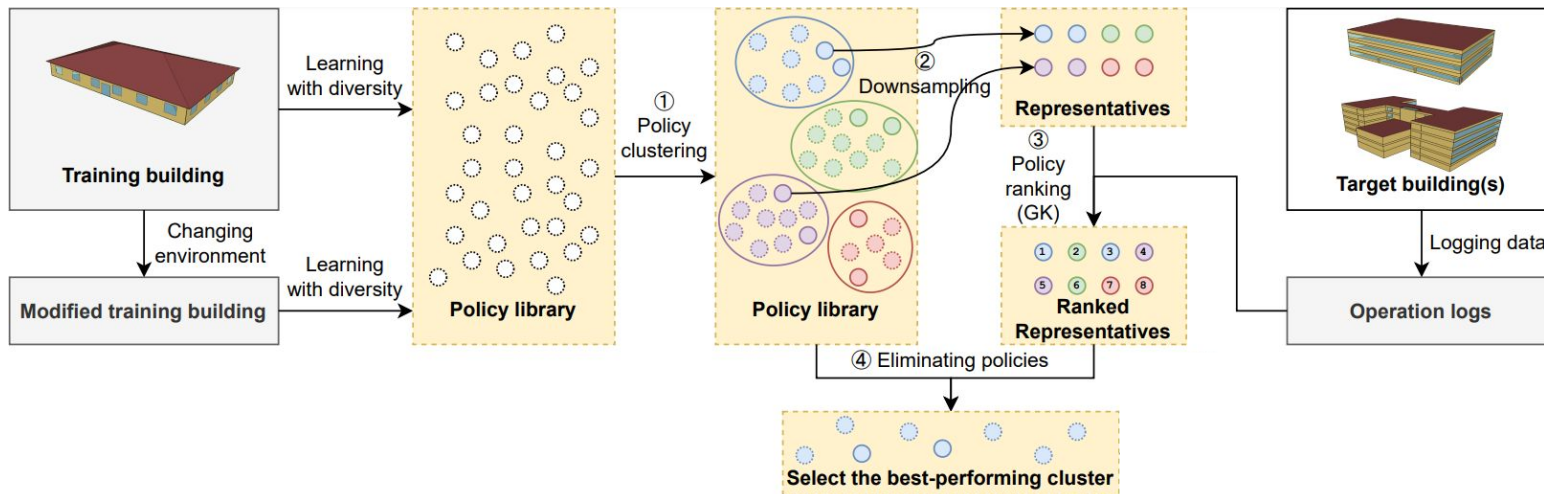 Training building
Changing
environment
Modified training building
Learning
with diversity
Learning
with diversity
Policy library
①
Policy
clustering
Policy library
②
Downsampling
Representatives
③
Policy
ranking
(GK)
1 2 3 4
5 6 7 8
Ranked
Representatives
Target building(s)
Logging data
Operation logs
④ Eliminating policies
Select the best-performing cluster